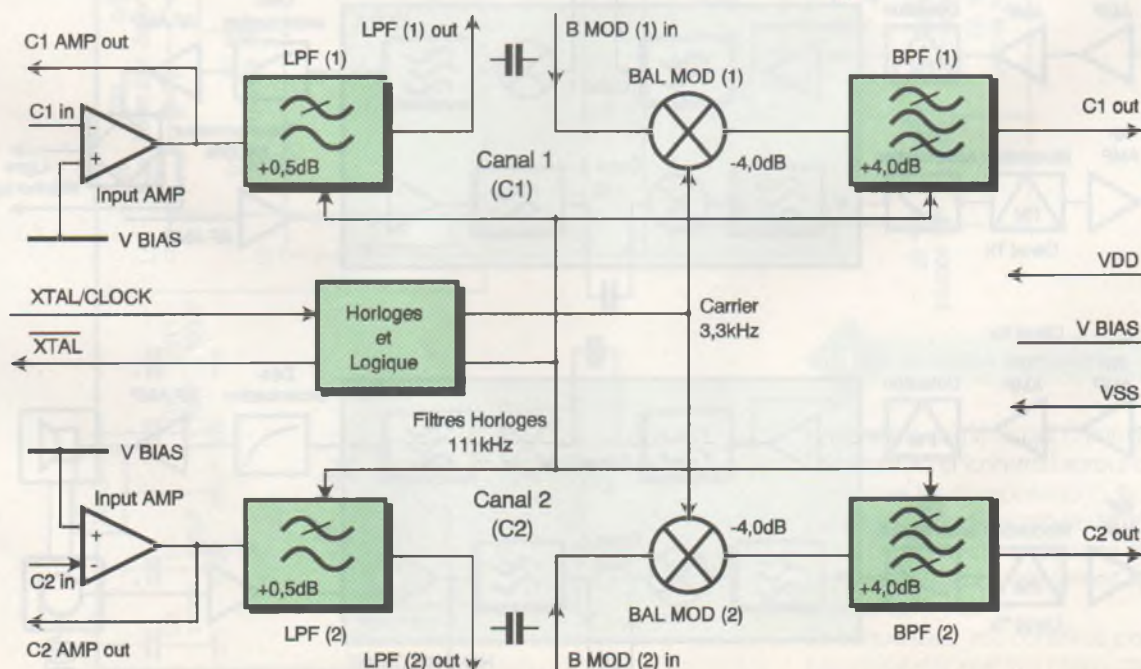 LPF (1) out
B MOD (1) in
C1 AMP out
LPF (1)
BAL MOD (1)
BPF (1)
C1 in
C1 out
-
+
+0,5dB
Canal 1
(C1)
-4,0dB
+4,0dB
Input AMP
V BIAS
VDD
XTAL/CLOCK
Horloges
et
Logique
Carrier
3,3kHz
XTAL
V BIAS
VSS
Filtres Horloges
111kHz
V BIAS
Input AMP
Canal 2
(C2)
-4,0dB
+
-
C2 in
C2 out
+0,5dB
+4,0dB
C2 AMP out
LPF (2)
BAL MOD (2)
BPF (2)
LPF (2) out
B MOD (2) in